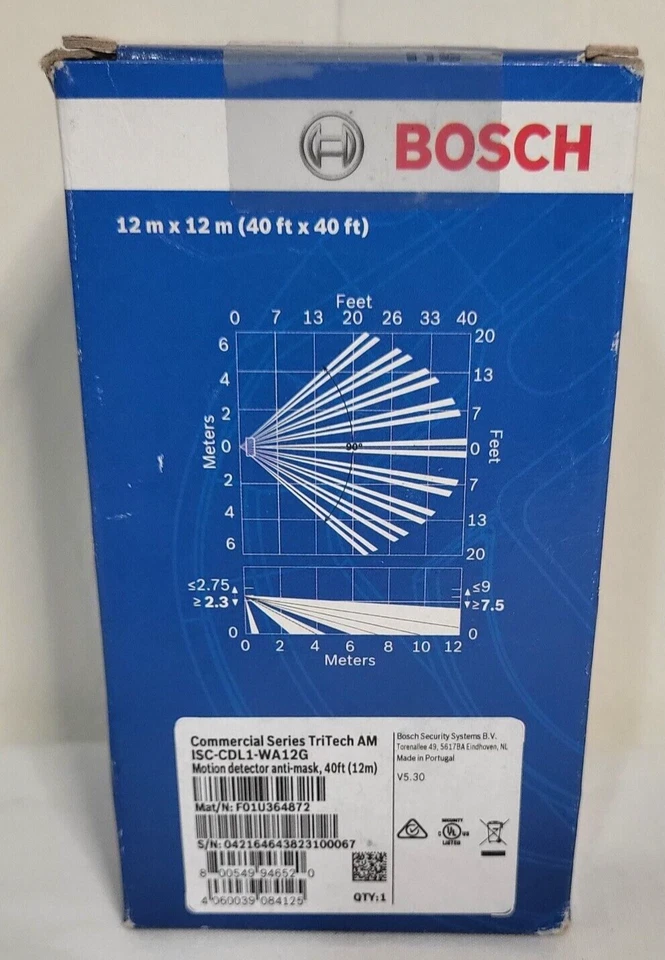 BOSCH
12 m x 12 m (40 ft x 40 ft)
Feet
0 7 13 20 26 33 40
6 4 2 0 2 4 6
Meters
90°
20 13 7 0 7 13 20
Feet
≤2.75
≥2.3
0
≤9
≥7.5
0
0 2 4 6 8 10 12
Meters
Commercial Series TriTech AM
ISC-CDL1-WA12G
Motion detector anti-mask, 40ft (12m)
Mat/N: F01U364872
S/N: 042164643823100067
8 00549 94652 0
4 060039 084125
QTY:1
Bosch Security Systems B.V.
Torenallee 49, 5617BA Eindhoven, NL
Made in Portugal
V5.30
SECURITY
C UL US
LISTED